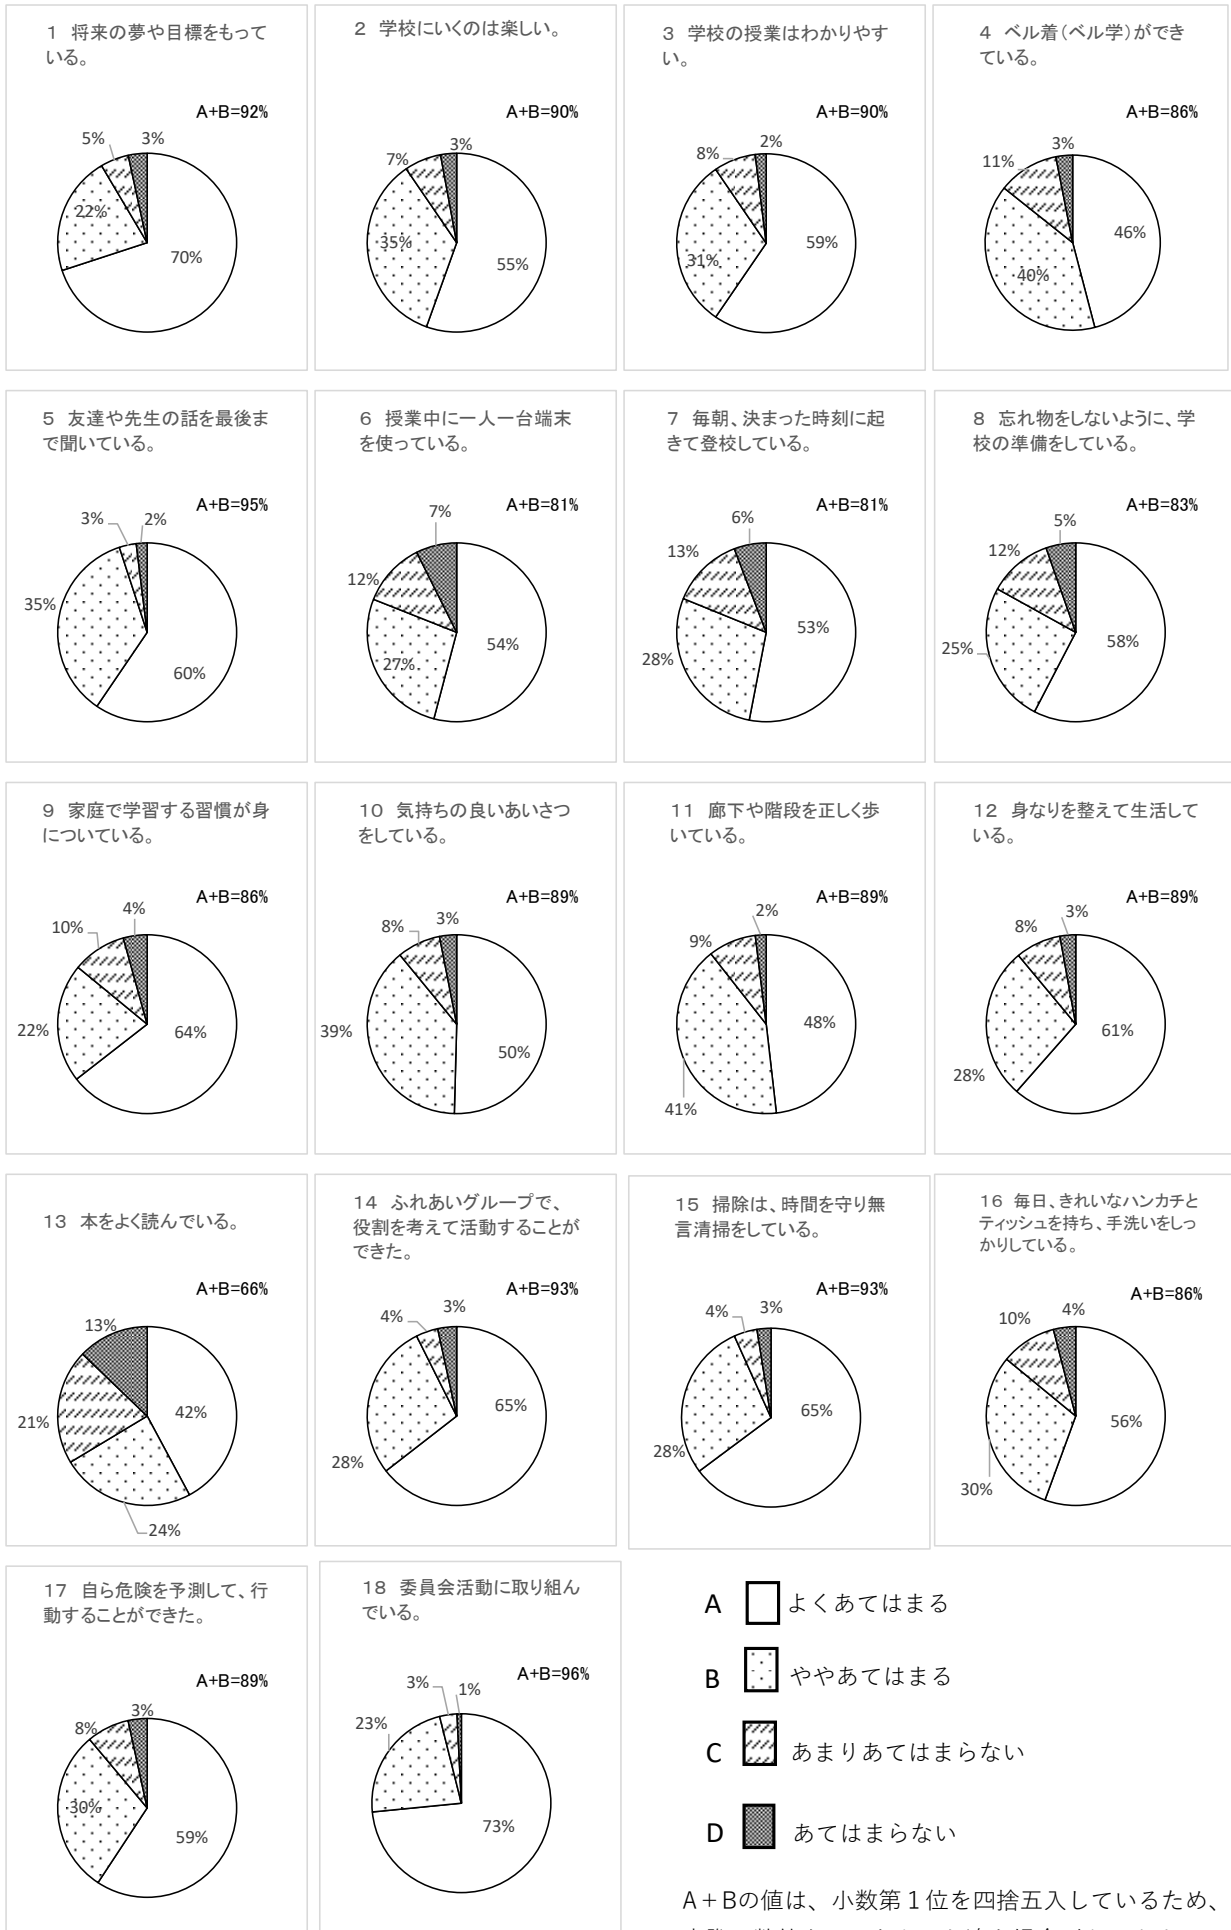 1 将来の夢や目標をもって
いる。
A+B=92%
5%
3%
22%
70%
2 学校にいくのは楽しい。
A+B=90%
7%
3%
35%
55%
3 学校の授業はわかりやす
い。
A+B=90%
8%
2%
31%
59%
4 ベル着(ベル学)ができ
ている。
A+B=86%
11%
3%
40%
46%
5 友達や先生の話を最後ま
で聞いている。
A+B=95%
3%
2%
35%
60%
6 授業中に一人一台端末
を使っている。
A+B=81%
7%
12%
27%
54%
7 毎朝、決まった時刻に起
きて登校している。
A+B=81%
6%
13%
28%
53%
8 忘れ物をしないように、学
校の準備をしている。
A+B=83%
5%
12%
25%
58%
9 家庭で学習する習慣が身
についている。
A+B=86%
4%
10%
22%
64%
10 気持ちの良いあいさつ
をしている。
A+B=89%
8%
3%
39%
50%
11 廊下や階段を正しく歩
いている。
A+B=89%
2%
9%
48%
41%
12 身なりを整えて生活して
いる。
A+B=89%
3%
8%
61%
28%
13 本をよく読んでいる。
A+B=66%
13%
21%
42%
24%
14 ふれあいグループで、
役割を考えて活動することが
できた。
A+B=93%
4%
3%
65%
28%
15 掃除は、時間を守り無
言清掃をしている。
A+B=93%
4%
3%
65%
28%
16 毎日、きれいなハンカチと
ティッシュを持ち、手洗いをしっ
かりしている。
A+B=86%
10%
4%
56%
30%
17 自ら危険を予測して、行
動することができた。
A+B=89%
8%
3%
30%
59%
18 委員会活動に取り組ん
でいる。
A+B=96%
3%
1%
23%
73%
A よくあてはまる
B ややあてはまる
C あまりあてはまらない
D あてはまらない
A+Bの値は、小数第1位を四捨五入しているため、